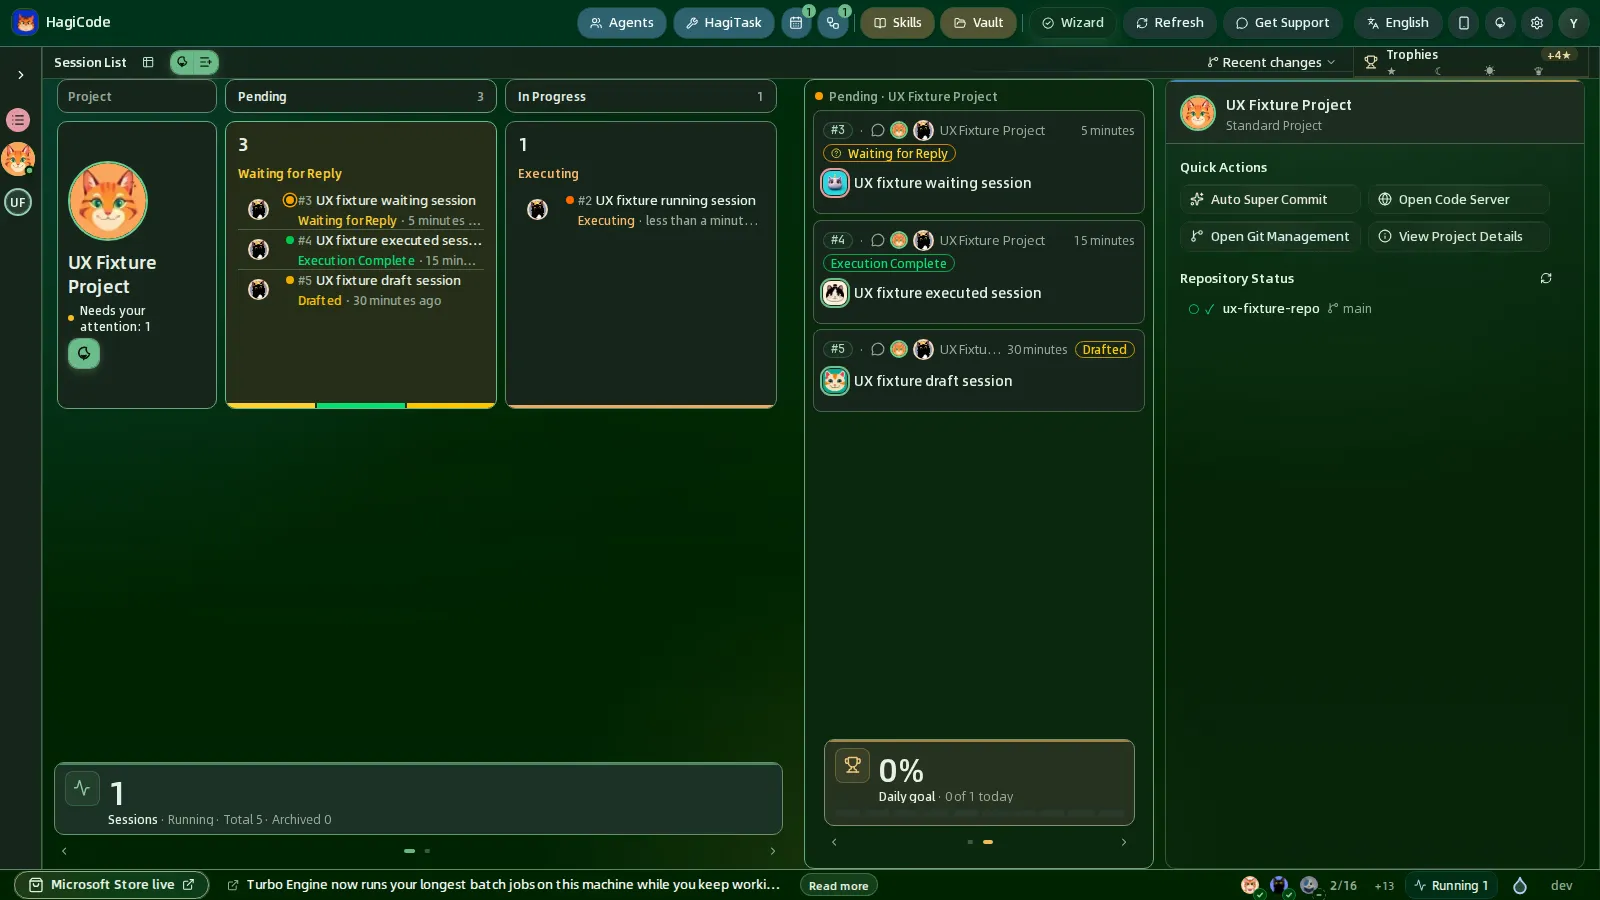 HagiCode
Agents
HagiTask
1
1
Skills
Vault
Wizard
Refresh
Get Support
English
Y
Session List
Recent changes
Trophies
+4★
UF
Project
Pending 3
In Progress 1
UX Fixture
Project
Needs your
attention: 1
3
Waiting for Reply
#3 UX fixture waiting session
Waiting for Reply · 5 minutes ...
#4 UX fixture executed sess...
Execution Complete · 15 min...
#5 UX fixture draft session
Drafted · 30 minutes ago
1
Executing
#2 UX fixture running session
Executing · less than a minut...
Pending · UX Fixture Project
#3 · UX Fixture Project 5 minutes
Waiting for Reply
UX fixture waiting session
#4 · UX Fixture Project 15 minutes
Execution Complete
UX fixture executed session
#5 · UX Fixtu... 30 minutes Drafted
UX fixture draft session
UX Fixture Project
Standard Project
Quick Actions
Auto Super Commit
Open Code Server
Open Git Management
View Project Details
Repository Status
ux-fixture-repo main
1
Sessions · Running · Total 5 · Archived 0
0%
Daily goal · 0 of 1 today
Microsoft Store live
Turbo Engine now runs your longest batch jobs on this machine while you keep worki...
Read more
2/16
+13
Running 1
dev